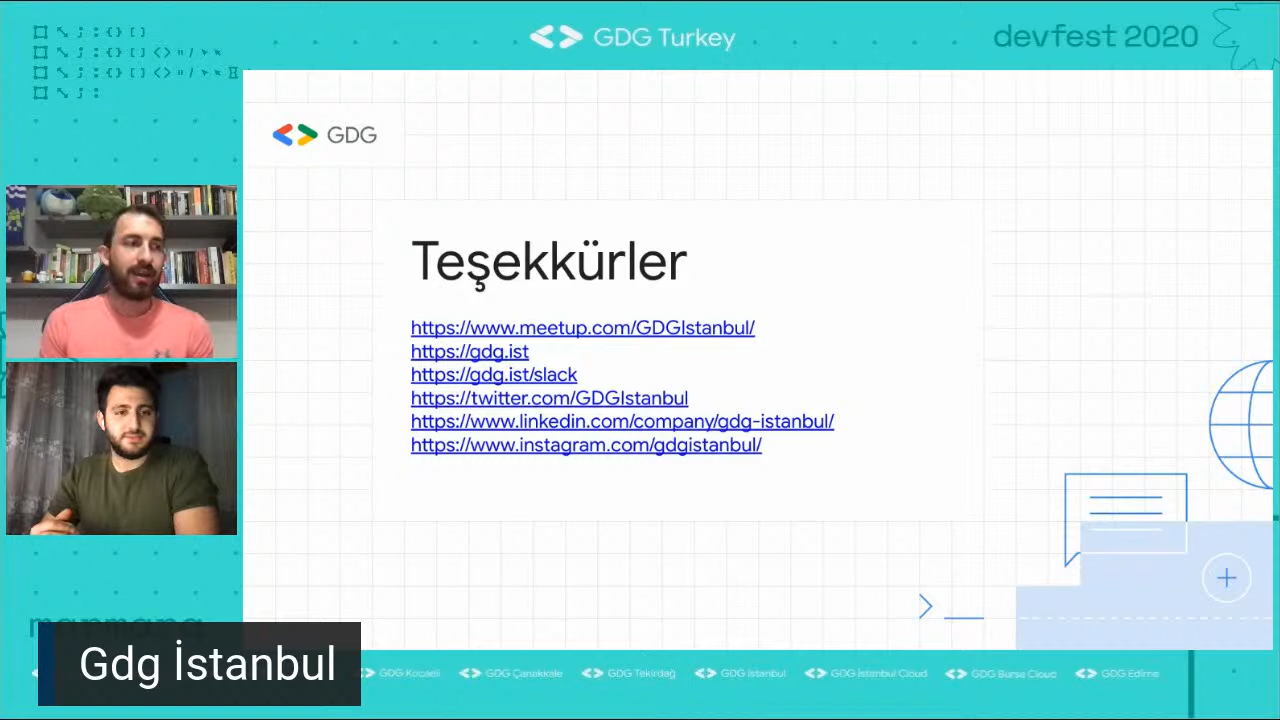 GDG Turkey
devfest 2020
GDG
Teşekkürler
https://www.meetup.com/GDGIstanbul/
https://gdg.ist
https://gdg.ist/slack
https://twitter.com/GDGIstanbul
https://www.linkedin.com/company/gdg-istanbul/
https://www.instagram.com/gdgistanbul/
Gdg İstanbul
GDG Kocaeli
GDG Çanakkale
GDG Tekirdağ
GDG Istanbul
GDG İstanbul Cloud
GDG Bursa Cloud
GDG Edirne